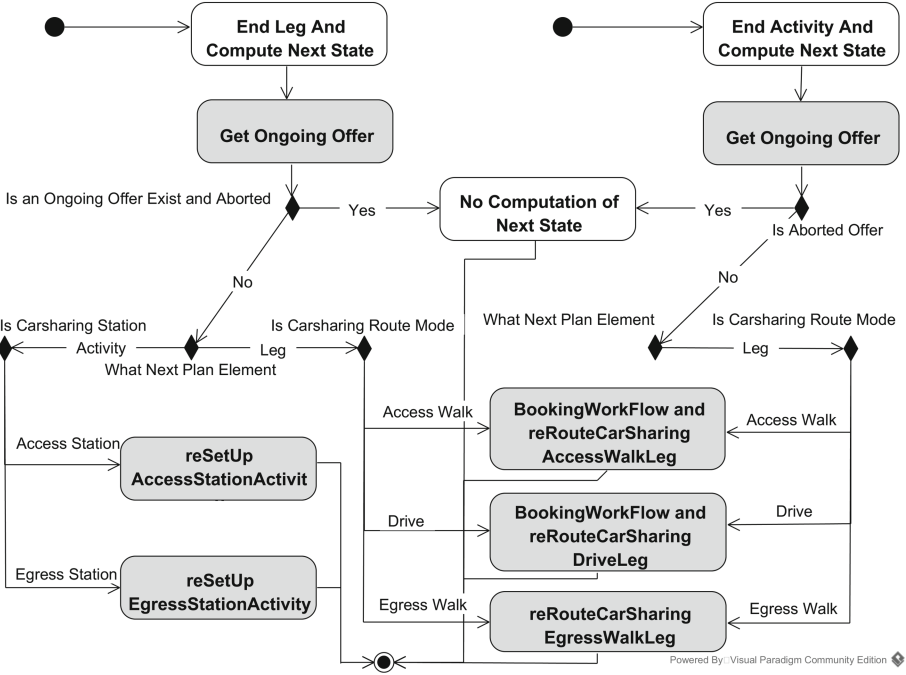 End Leg And
Compute Next State
End Activity And
Compute Next State
Get Ongoing Offer
Get Ongoing Offer
Is an Ongoing Offer Exist and Aborted
Yes
No Computation of
Next State
Yes
Is Aborted Offer
No
No
Is Carsharing Station
Activity
What Next Plan Element
Leg
Is Carsharing Route Mode
What Next Plan Element
Leg
Is Carsharing Route Mode
Access Walk
BookingWorkFlow and
reRouteCarSharing
AccessWalkLeg
Access Walk
Access Station
reSetUp
AccessStationActivit
Drive
BookingWorkFlow and
reRouteCarSharing
DriveLeg
Drive
Egress Station
reSetUp
EgressStationActivity
Egress Walk
reRouteCarSharing
EgressWalkLeg
Egress Walk
Powered By Visual Paradigm Community Edition